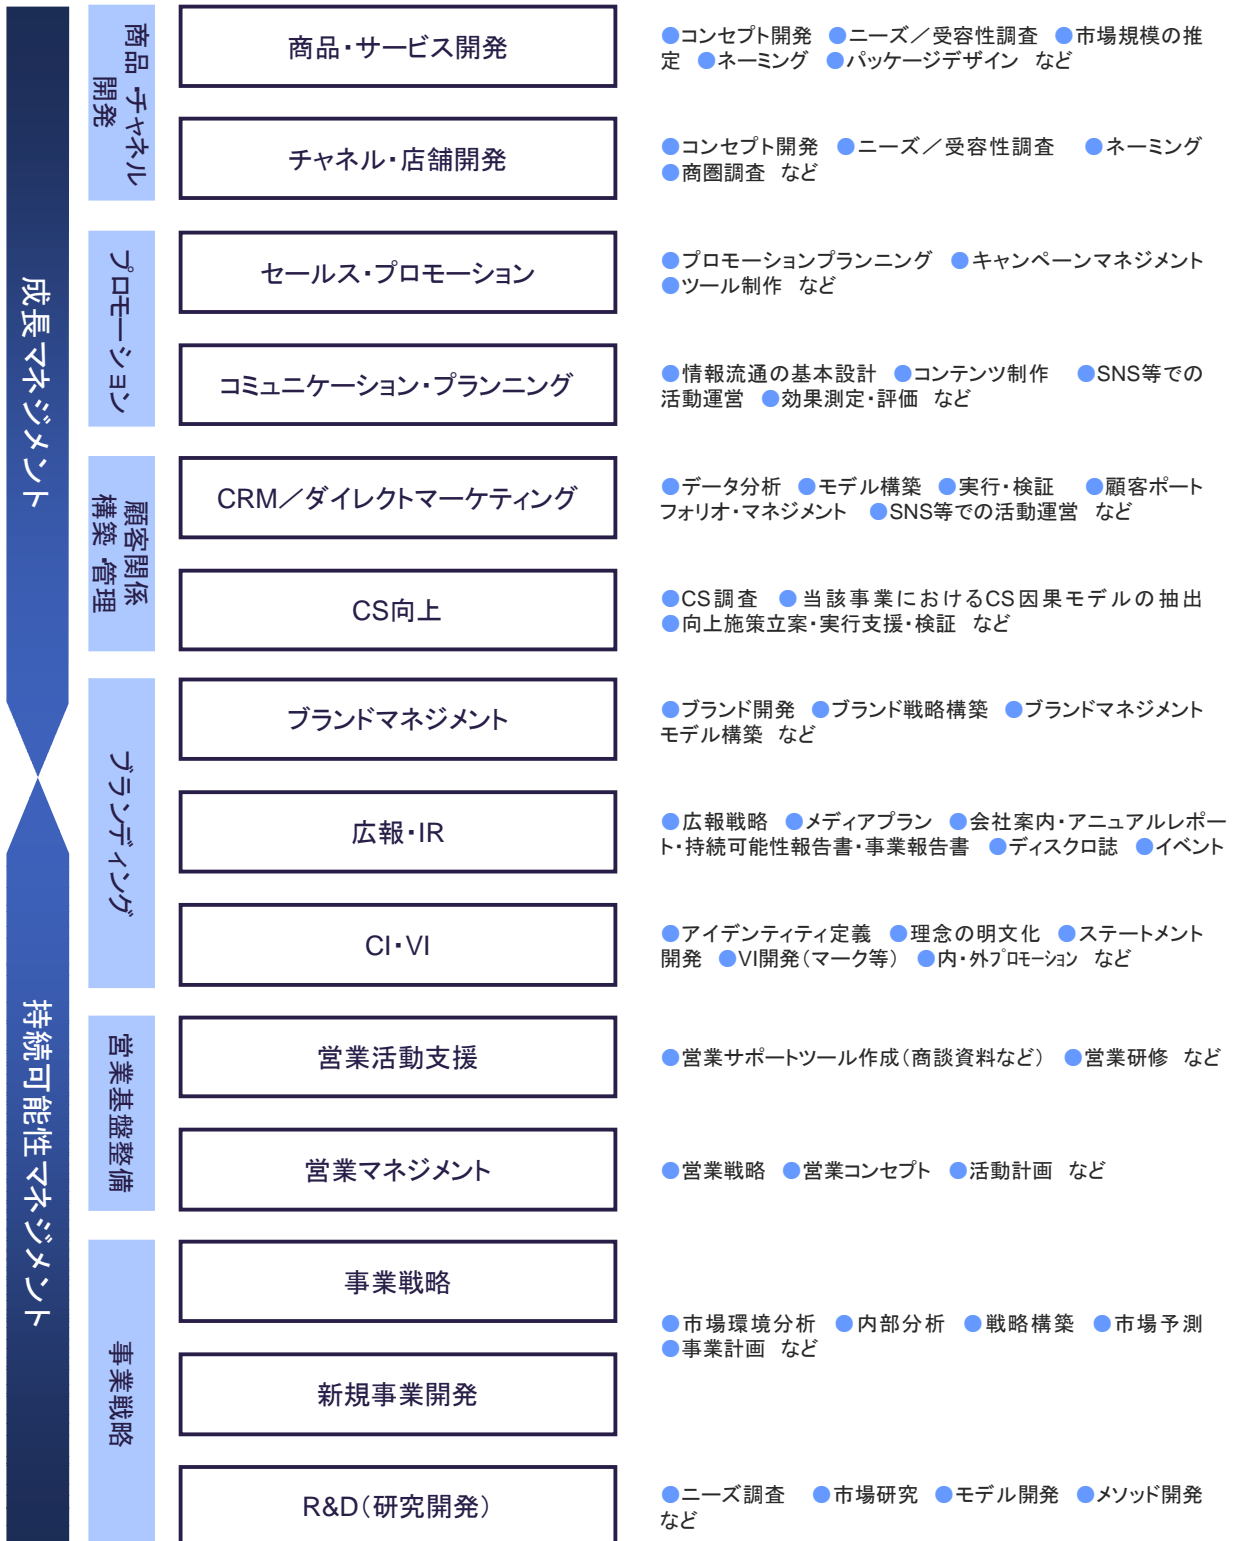 成長マネジメント
持続可能性マネジメント
商品・チャネル
開発
商品・サービス開発
●コンセプト開発 ●ニーズ／受容性調査 ●市場規模の推
定 ●ネーミング ●パッケージデザイン など
チャネル・店舗開発
●コンセプト開発 ●ニーズ／受容性調査 ●ネーミング
●商圏調査 など
プロモーション
セールス・プロモーション
●プロモーションプランニング ●キャンペーンマネジメント
●ツール制作 など
コミュニケーション・プランニング
●情報流通の基本設計 ●コンテンツ制作 ●SNS等での
活動運営 ●効果測定・評価 など
顧客関係
構築・管理
CRM／ダイレクトマーケティング
●データ分析 ●モデル構築 ●実行・検証 ●顧客ポート
フォリオ・マネジメント ●SNS等での活動運営 など
CS向上
●CS調査 ●当該事業におけるCS因果モデルの抽出
●向上施策立案・実行支援・検証 など
ブランディング
ブランドマネジメント
●ブランド開発 ●ブランド戦略構築 ●ブランドマネジメント
モデル構築 など
広報・IR
●広報戦略 ●メディアプラン ●会社案内・アニュアルレポー
ト・持続可能性報告書・事業報告書 ●ディスクロ誌 ●イベント
CI・VI
●アイデンティティ定義 ●理念の明文化 ●ステートメント
開発 ●VI開発（マーク等） ●内・外ﾌﾟﾛﾓｰｼｮﾝ など
営業基盤整備
営業活動支援
●営業サポートツール作成（商談資料など） ●営業研修 など
営業マネジメント
●営業戦略 ●営業コンセプト ●活動計画 など
事業戦略
事業戦略
新規事業開発
●市場環境分析 ●内部分析 ●戦略構築 ●市場予測
●事業計画 など
R&D（研究開発）
●ニーズ調査 ●市場研究 ●モデル開発 ●メソッド開発
など